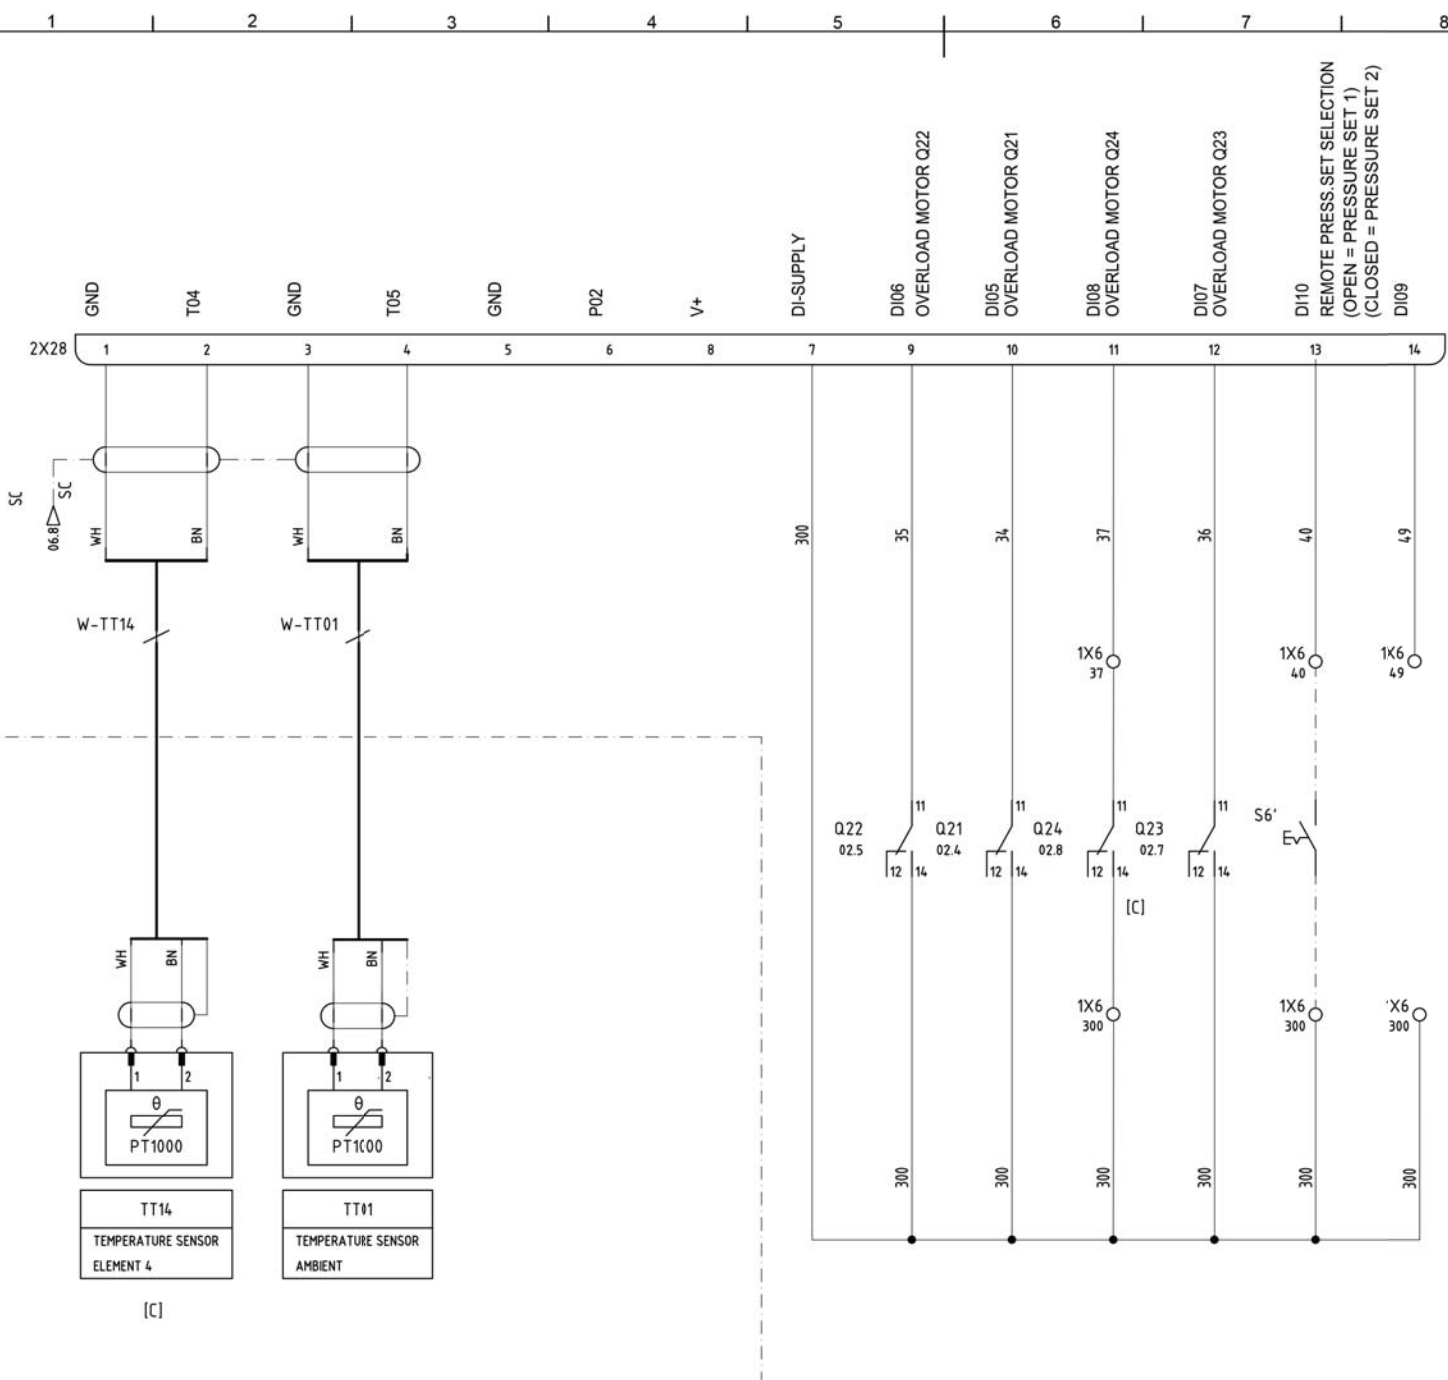 1 2 3 4 5 6 7 8
GND
T04
GND
T05
GND
P02
V+
DI-SUPPLY
DI06
OVERLOAD MOTOR Q22
DI05
OVERLOAD MOTOR Q21
DI08
OVERLOAD MOTOR Q24
DI07
OVERLOAD MOTOR Q23
DI10
REMOTE PRESS.SET SELECTION
(OPEN = PRESSURE SET 1)
(CLOSED = PRESSURE SET 2)
DI09
2X28 1 2 3 4 5 6 8 7 9 10 11 12 13 14
SC
SC
06.8
WH BN WH BN
300 35 34 37 36 40 49
W-TT14 W-TT01
1X6 1X6 1X6
37 40 49
11 11 11 11
Q22 Q21 Q24 Q23 S6'
02.5 02.4 02.8 02.7
12 14 12 14 12 14 12 14
[C]
WH BN WH BN
1X6 1X6 'X6
300 300 300
1 2 1 2
θ θ
PT1000 PT1000
300 300 300 300 300 300
TT14 TT01
TEMPERATURE SENSOR
ELEMENT 4
TEMPERATURE SENSOR
AMBIENT
[C]